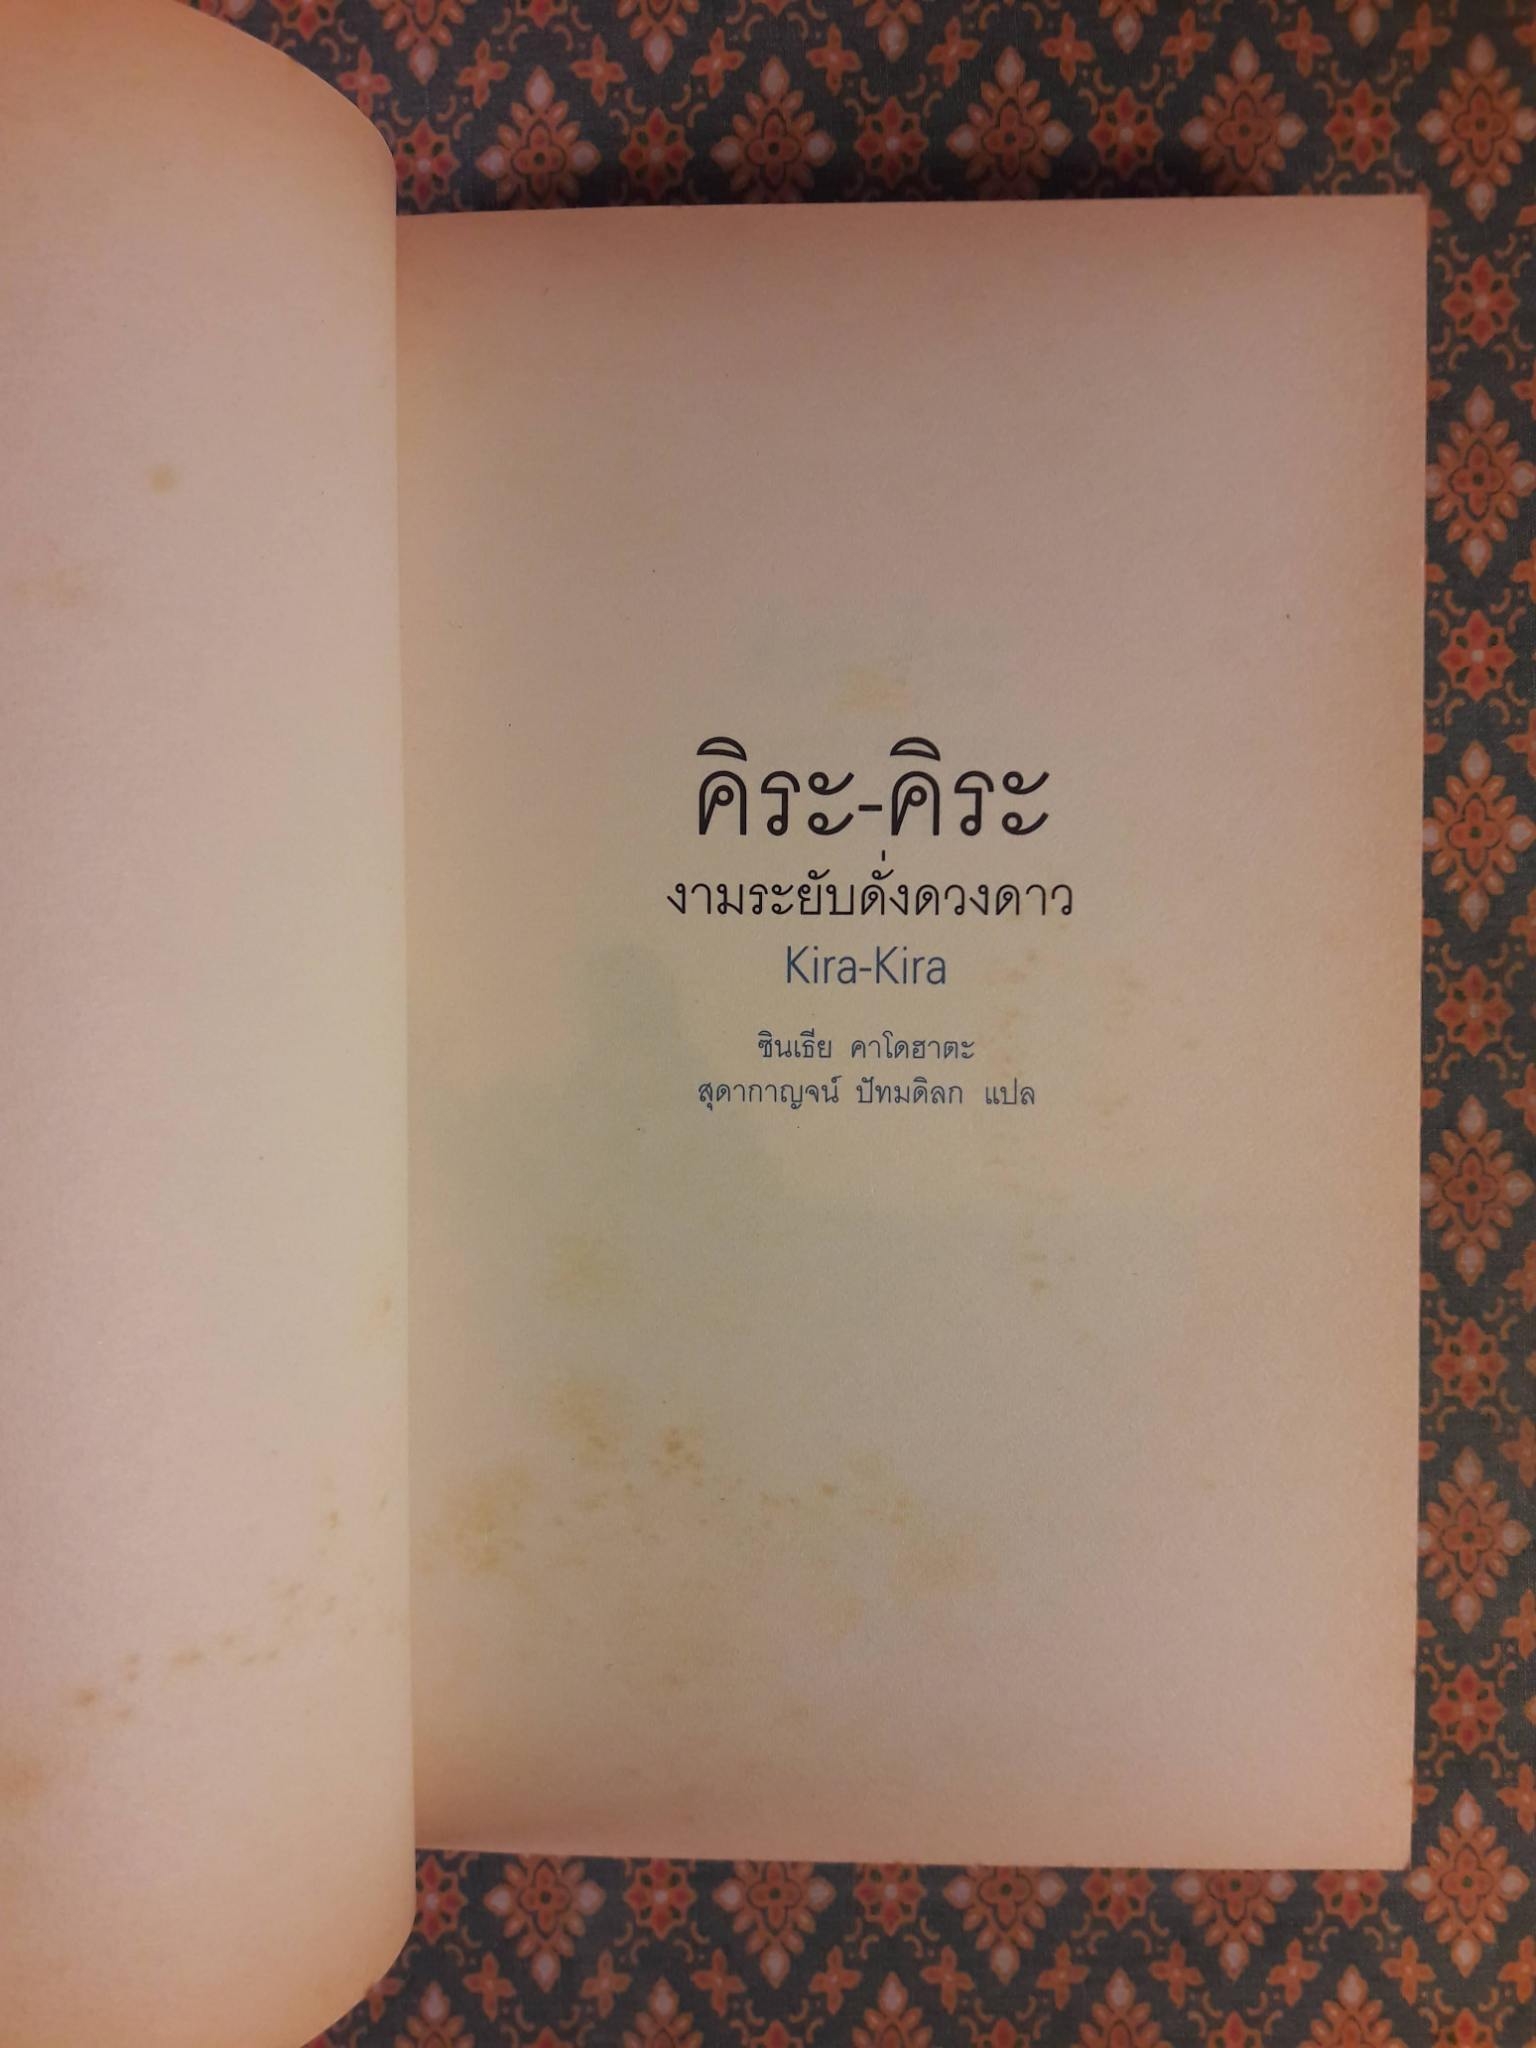 คิระ-คิระ
งามระยับดั่งดวงดาว
Kira-Kira
ซินเธีย คาโดฮาตะ
สุดากาญจน์ ปัทมดิลก แปล